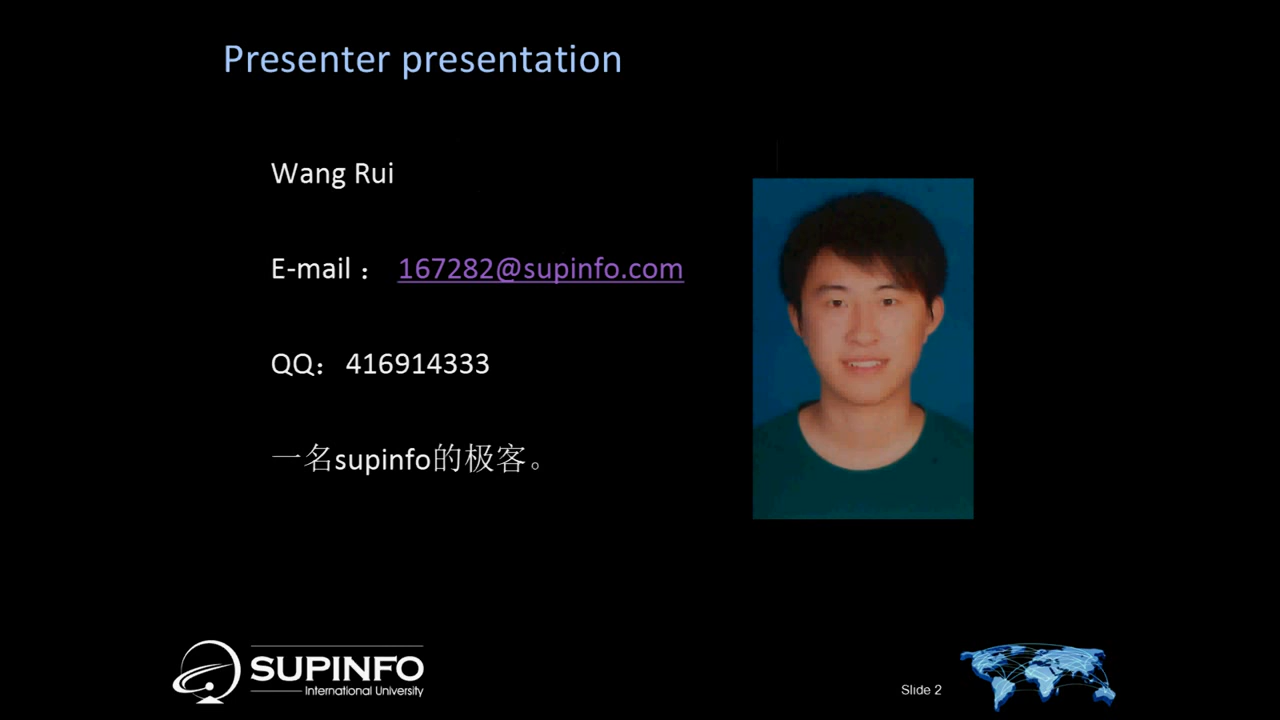 Presenter presentation
Wang Rui
E-mail： 167282@supinfo.com
QQ：416914333
一名supinfo的极客。
SUPINFO
International University
Slide 2